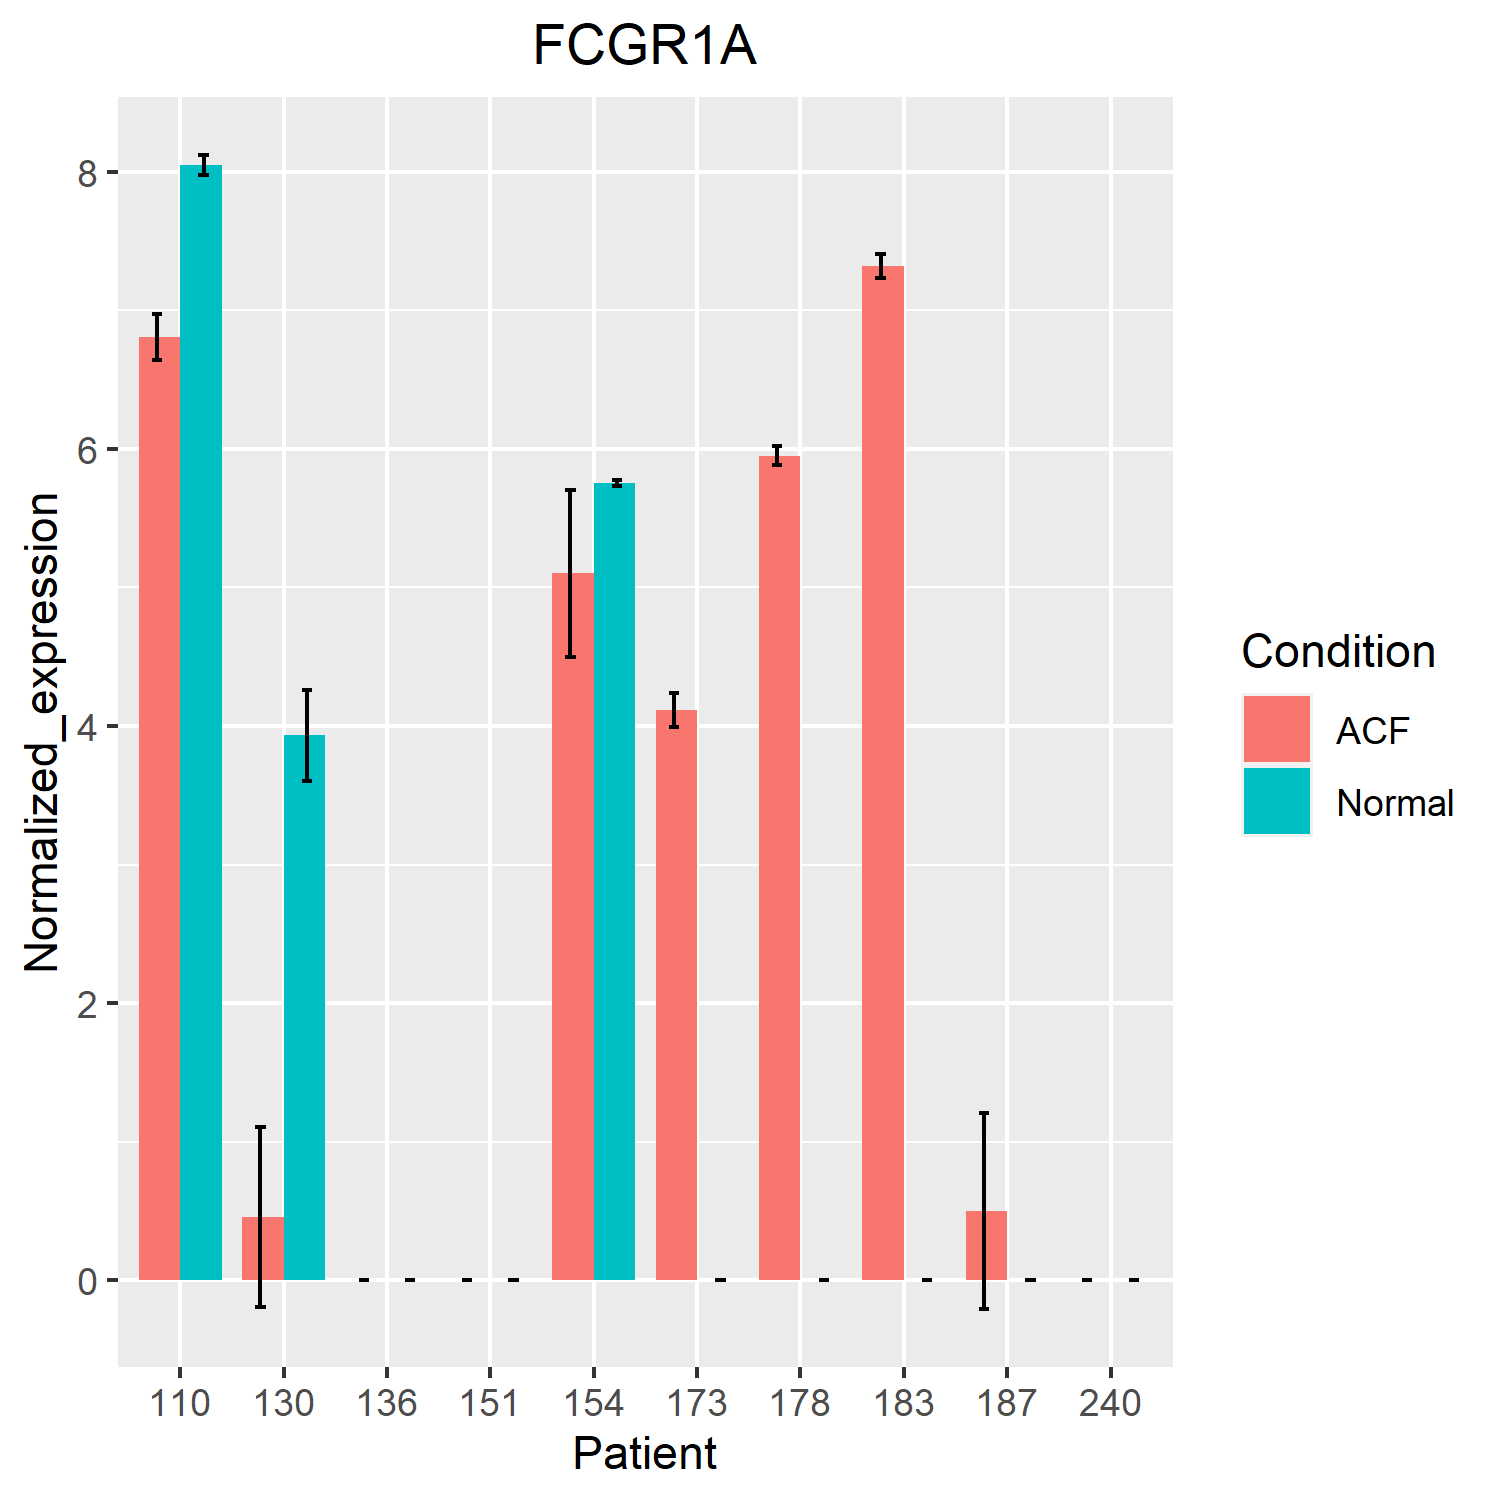 FCGR1A
Normalized_expression
8
6
4
2
0
110 130 136 151 154 173 178 183 187 240
Patient
Condition
ACF
Normal